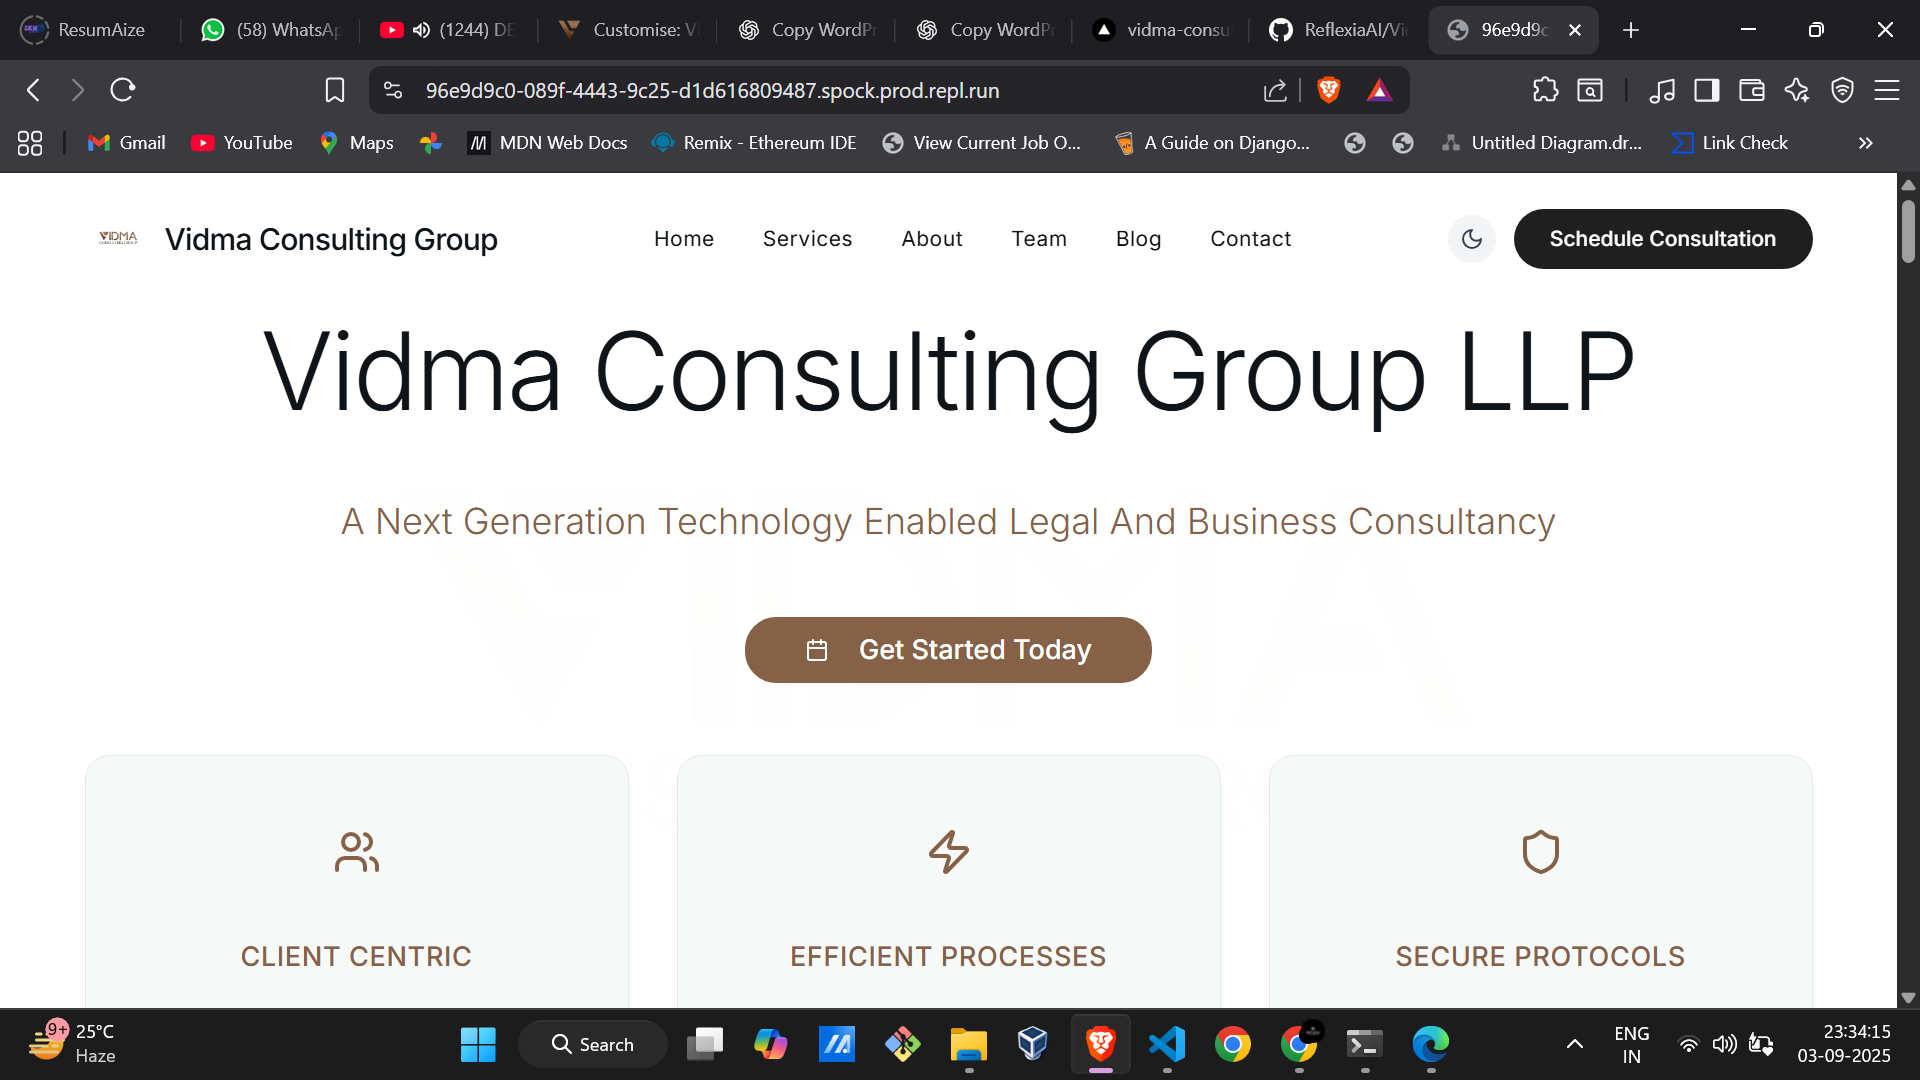 ResumAize
(58) WhatsAp
(1244) DE
Customise: Vi
Copy WordPr
Copy WordPr
vidma-consu
ReflexiaAI/Vi
96e9d9c
96e9d9c0-089f-4443-9c25-d1d616809487.spock.prod.repl.run
Gmail
YouTube
Maps
MDN Web Docs
Remix - Ethereum IDE
View Current Job O...
A Guide on Django...
Untitled Diagram.dr...
Link Check
VIDMA
Vidma Consulting Group
Home
Services
About
Team
Blog
Contact
Schedule Consultation
Vidma Consulting Group LLP
A Next Generation Technology Enabled Legal And Business Consultancy
VIDMA
Get Started Today
CLIENT CENTRIC
EFFICIENT PROCESSES
SECURE PROTOCOLS
9+
25°C
Haze
Search
ENG
IN
23:34:15
03-09-2025